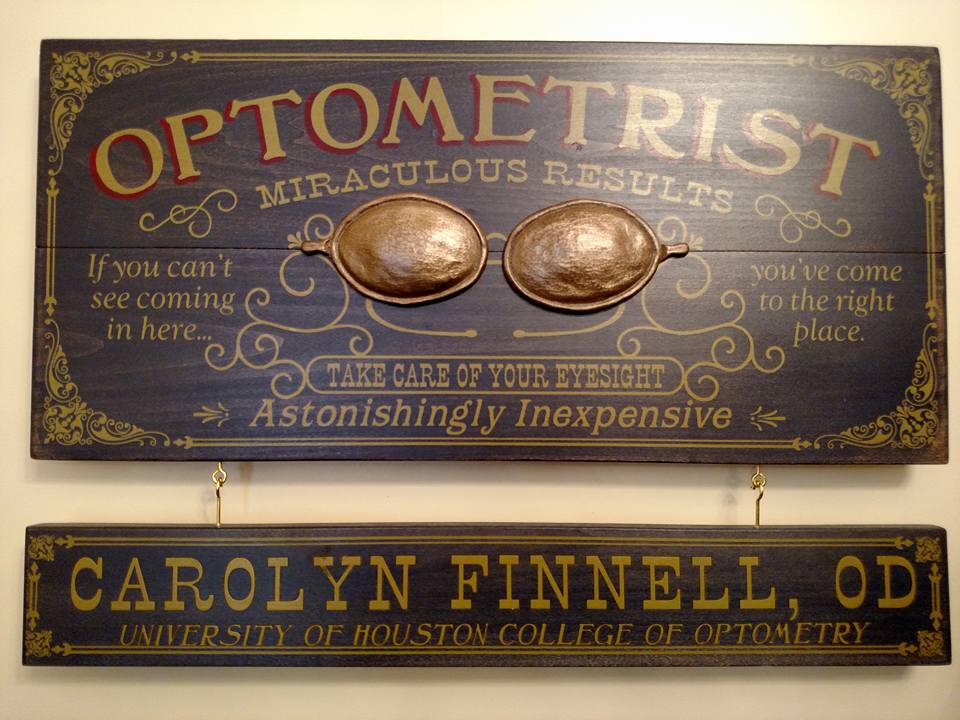 OPTOMETRIST
MIRACULOUS RESULTS
If you can't
see coming
in here...
you've come
to the right
place.
TAKE CARE OF YOUR EYESIGHT
Astonishingly Inexpensive
CAROLYN FINNELL, OD
UNIVERSITY OF HOUSTON COLLEGE OF OPTOMETRY